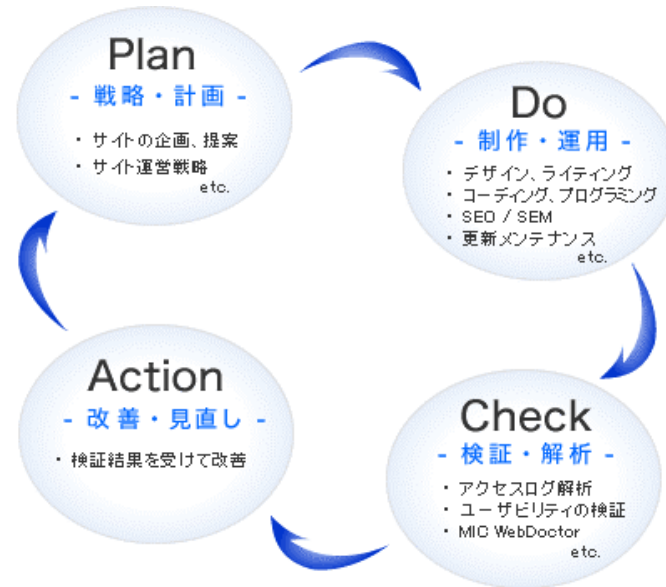 Plan
- 戦略・計画 -
・ サイトの企画、提案
・ サイト運営戦略
etc.
Do
- 制作・運用 -
・ デザイン、ライティング
・ コーディング、プログラミング
・ SEO / SEM
・ 更新メンテナンス
etc.
Check
- 検証・解析 -
・ アクセスログ解析
・ ユーザビリティの検証
・ MIC WebDoctor
etc.
Action
- 改善・見直し -
・ 検証結果を受けて改善